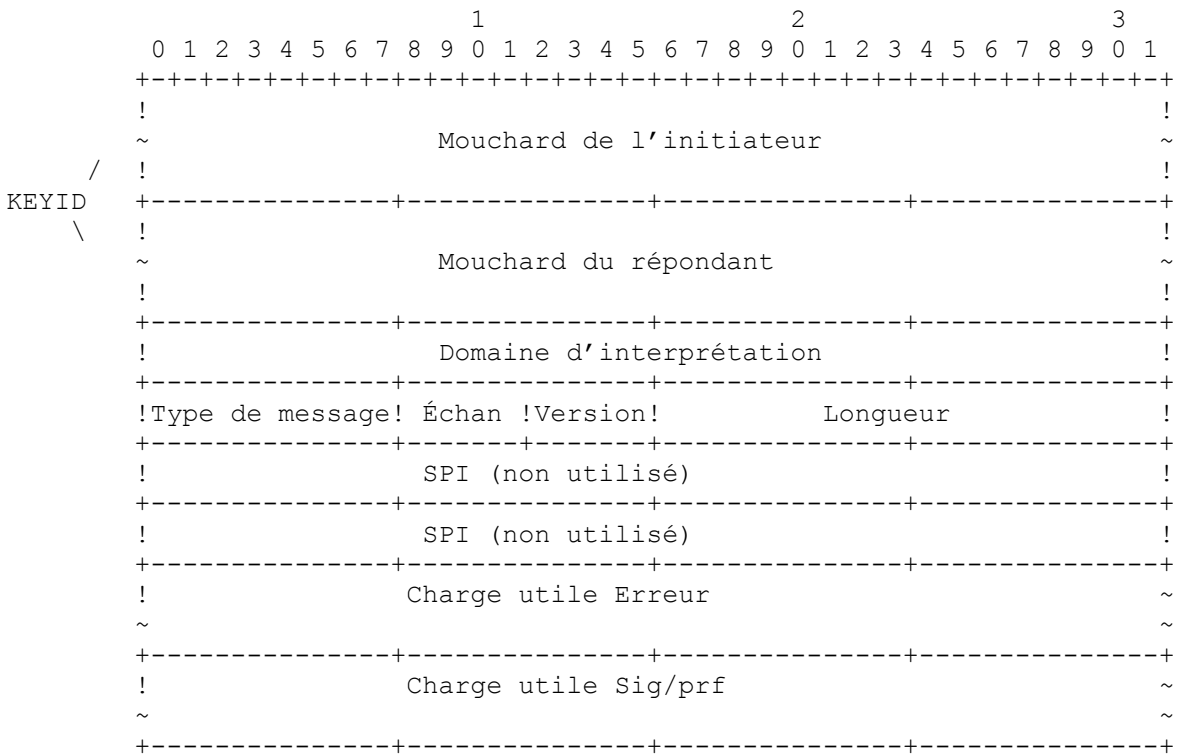 1                   2                   3
 0 1 2 3 4 5 6 7 8 9 0 1 2 3 4 5 6 7 8 9 0 1 2 3 4 5 6 7 8 9 0 1
+-+-+-+-+-+-+-+-+-+-+-+-+-+-+-+-+-+-+-+-+-+-+-+-+-+-+-+-+-+-+-+-+
!                                                               !
~                  Mouchard de l’initiateur                     ~
/ !                                                               !
KEYID +---------------+---------------+---------------+---------------+
\ !                                                               !
~                  Mouchard du répondant                        ~
!                                                               !
+---------------+---------------+---------------+---------------+
!                  Domaine d’interprétation                     !
+---------------+---------------+---------------+---------------+
!Type de message! Échan !Version!          Longueur             !
+---------------+-------+-------+---------------+---------------+
!                 SPI (non utilisé)                             !
+---------------+---------------+---------------+---------------+
!                 SPI (non utilisé)                             !
+---------------+---------------+---------------+---------------+
!                Charge utile Erreur                            ~
~                                                               ~
+---------------+---------------+---------------+---------------+
!                Charge utile Sig/prf                           ~
~                                                               ~
+---------------+---------------+---------------+---------------+